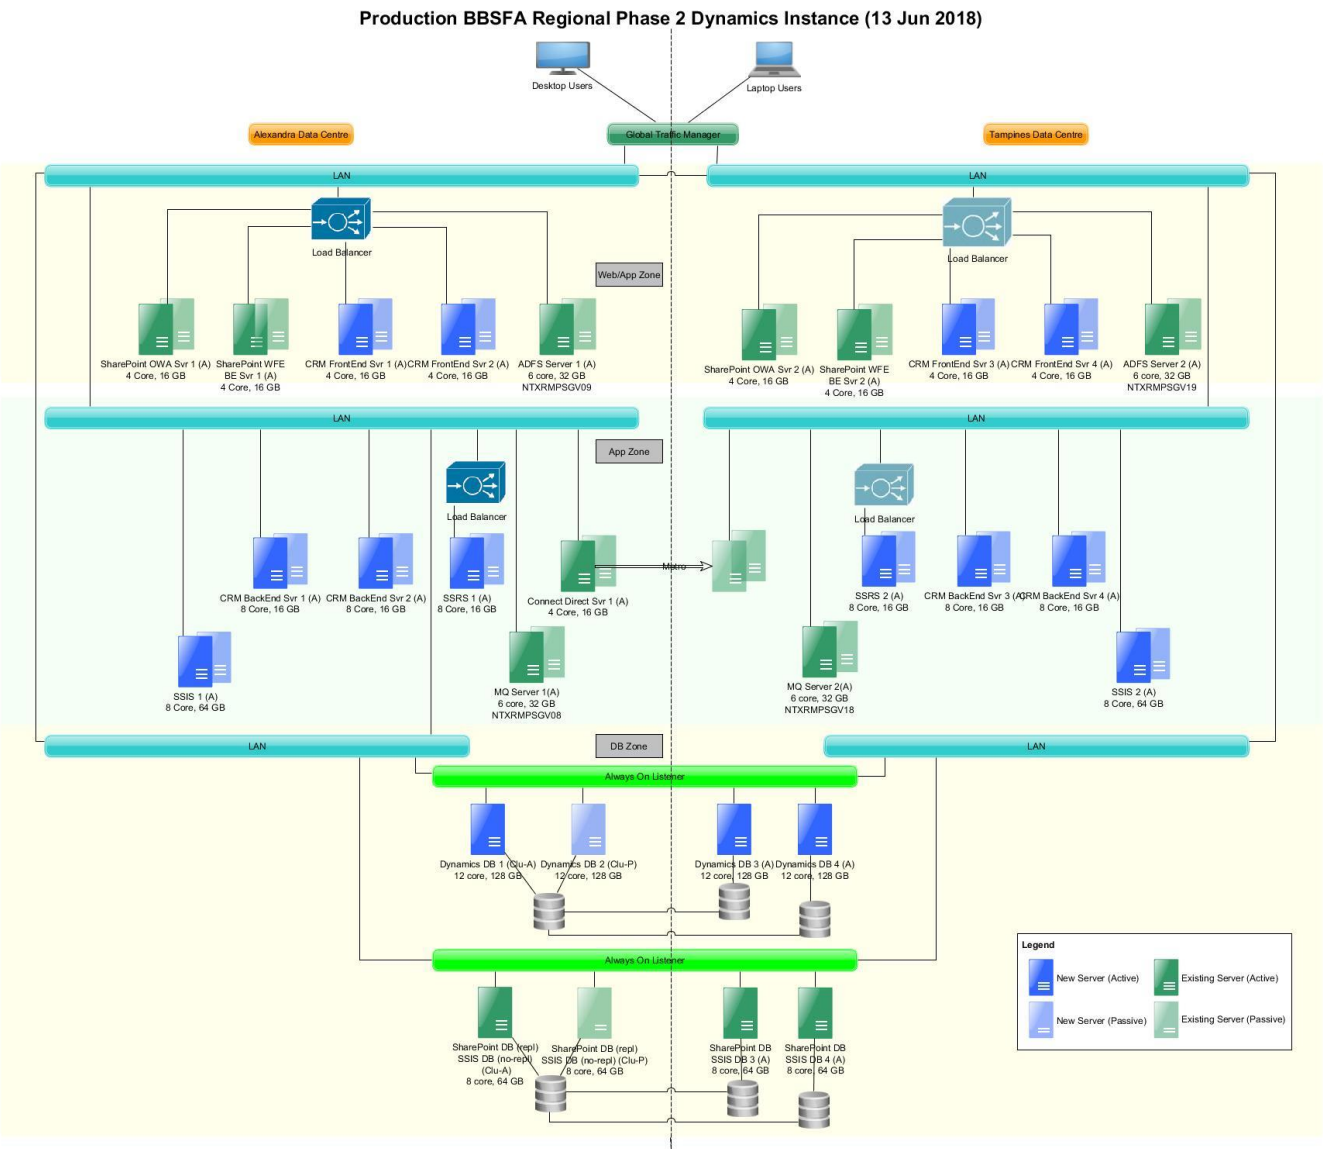 Production BBSFA Regional Phase 2 Dynamics Instance (13 Jun 2018)
Desktop Users
Laptop Users
Alexandra Data Centre
Global Traffic Manager
Tampines Data Centre
LAN
LAN
Load Balancer
Load Balancer
Web/App Zone
SharePoint OWA Svr 1 (A)
4 Core, 16 GB
SharePoint WFE
BE Svr 1 (A)
4 Core, 16 GB
CRM FrontEnd Svr 1 (A)
4 Core, 16 GB
CRM FrontEnd Svr 2 (A)
4 Core, 16 GB
ADFS Server 1 (A)
6 core, 32 GB
NTXRMPSGV09
SharePoint OWA Svr 2 (A)
4 Core, 16 GB
SharePoint WFE
BE Svr 2 (A)
4 Core, 16 GB
CRM FrontEnd Svr 3 (A)
4 Core, 16 GB
CRM FrontEnd Svr 4 (A)
4 Core, 16 GB
ADFS Server 2 (A)
6 core, 32 GB
NTXRMPSGV19
LAN
LAN
App Zone
Load Balancer
Load Balancer
Metro
CRM BackEnd Svr 1 (A)
8 Core, 16 GB
CRM BackEnd Svr 2 (A)
8 Core, 16 GB
SSRS 1 (A)
8 Core, 16 GB
Connect Direct Svr 1 (A)
4 Core, 16 GB
SSRS 2 (A)
8 Core, 16 GB
CRM BackEnd Svr 3 (A)
8 Core, 16 GB
CRM BackEnd Svr 4 (A)
8 Core, 16 GB
SSIS 1 (A)
8 Core, 64 GB
MQ Server 1(A)
6 core, 32 GB
NTXRMPSGV08
MQ Server 2(A)
6 core, 32 GB
NTXRMPSGV18
SSIS 2 (A)
8 Core, 64 GB
LAN
DB Zone
LAN
Always On Listener
Dynamics DB 1 (Clu-A)
12 core, 128 GB
Dynamics DB 2 (Clu-P)
12 core, 128 GB
Dynamics DB 3 (A)
12 core, 128 GB
Dynamics DB 4 (A)
12 core, 128 GB
Always On Listener
SharePoint DB (repl)
SSIS DB (no-repl)
(Clu-A)
8 core, 64 GB
SharePoint DB (repl)
SSIS DB (no-repl) (Clu-P)
8 core, 64 GB
SharePoint DB
SSIS DB 3 (A)
8 core, 64 GB
SharePoint DB
SSIS DB 4 (A)
8 core, 64 GB
Legend
New Server (Active)
Existing Server (Active)
New Server (Passive)
Existing Server (Passive)